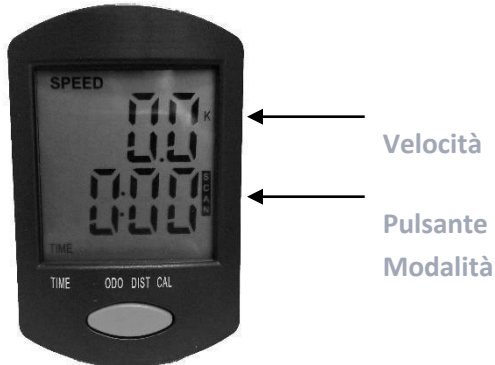 SPEED
0.0 K
Velocità
0:00 SCAN
Pulsante
Modalità
TIME
TIME ODO DIST CAL